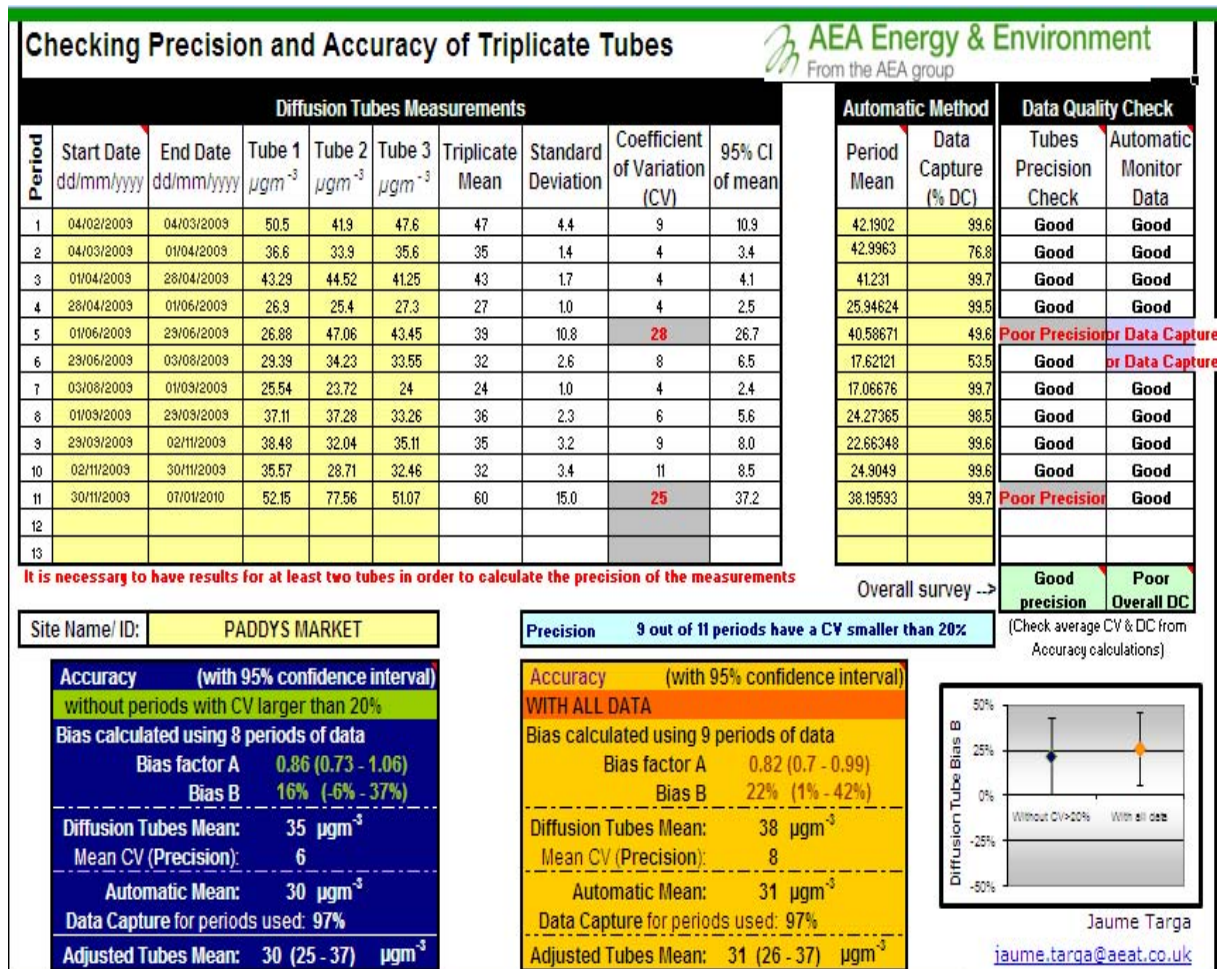 Checking Precision and Accuracy of Triplicate Tubes
AEA Energy & Environment
From the AEA group
Diffusion Tubes Measurements
Automatic Method
Data Quality Check
Period
Start Date dd/mm/yyyy
End Date dd/mm/yyyy
Tube 1 µgm⁻³
Tube 2 µgm⁻³
Tube 3 µgm⁻³
Triplicate Mean
Standard Deviation
Coefficient of Variation (CV)
95% CI of mean
Period Mean
Data Capture (% DC)
Tubes Precision Check
Automatic Monitor Data
1 04/02/2009 04/03/2009 50.5 41.9 47.6 47 4.4 9 10.9 42.1902 99.6 Good Good
2 04/03/2009 01/04/2009 36.6 33.9 35.6 35 1.4 4 3.4 42.9963 76.8 Good Good
3 01/04/2009 28/04/2009 43.29 44.52 41.25 43 1.7 4 4.1 41.231 99.7 Good Good
4 28/04/2009 01/06/2009 26.9 25.4 27.3 27 1.0 4 2.5 25.94624 99.5 Good Good
5 01/06/2009 29/06/2009 26.88 47.06 43.45 39 10.8 28 26.7 40.58671 49.6 Poor Precision or Data Capture
6 29/06/2009 03/08/2009 29.39 34.23 33.55 32 2.6 8 6.5 17.62121 53.5 Good or Data Capture
7 03/08/2009 01/09/2009 25.54 23.72 24 24 1.0 4 2.4 17.06676 99.7 Good Good
8 01/09/2009 29/09/2009 37.11 37.28 33.26 36 2.3 6 5.6 24.27365 98.5 Good Good
9 29/09/2009 02/11/2009 38.48 32.04 35.11 35 3.2 9 8.0 22.66348 99.6 Good Good
10 02/11/2009 30/11/2009 35.57 28.71 32.46 32 3.4 11 8.5 24.9049 99.6 Good Good
11 30/11/2009 07/01/2010 52.15 77.56 51.07 60 15.0 25 37.2 38.19593 99.7 Poor Precision Good
12
13
It is necessary to have results for at least two tubes in order to calculate the precision of the measurements
Overall survey --> Good precision Poor Overall DC
(Check average CV & DC from Accuracy calculations)
Site Name/ ID: PADDYS MARKET
Precision 9 out of 11 periods have a CV smaller than 20%
Accuracy (with 95% confidence interval)
without periods with CV larger than 20%
Bias calculated using 8 periods of data
Bias factor A 0.86 (0.73 - 1.06)
Bias B 16% (-6% - 37%)
Diffusion Tubes Mean: 35 µgm⁻³
Mean CV (Precision): 6
Automatic Mean: 30 µgm⁻³
Data Capture for periods used: 97%
Adjusted Tubes Mean: 30 (25 - 37) µgm⁻³
Accuracy (with 95% confidence interval)
WITH ALL DATA
Bias calculated using 9 periods of data
Bias factor A 0.82 (0.7 - 0.99)
Bias B 22% (1% - 42%)
Diffusion Tubes Mean: 38 µgm⁻³
Mean CV (Precision): 8
Automatic Mean: 31 µgm⁻³
Data Capture for periods used: 97%
Adjusted Tubes Mean: 31 (26 - 37) µgm⁻³
Diffusion Tube Bias B
50%
25%
0%
-25%
-50%
Without CV>20%
With all data
Jaume Targa
jaume.targa@aeat.co.uk